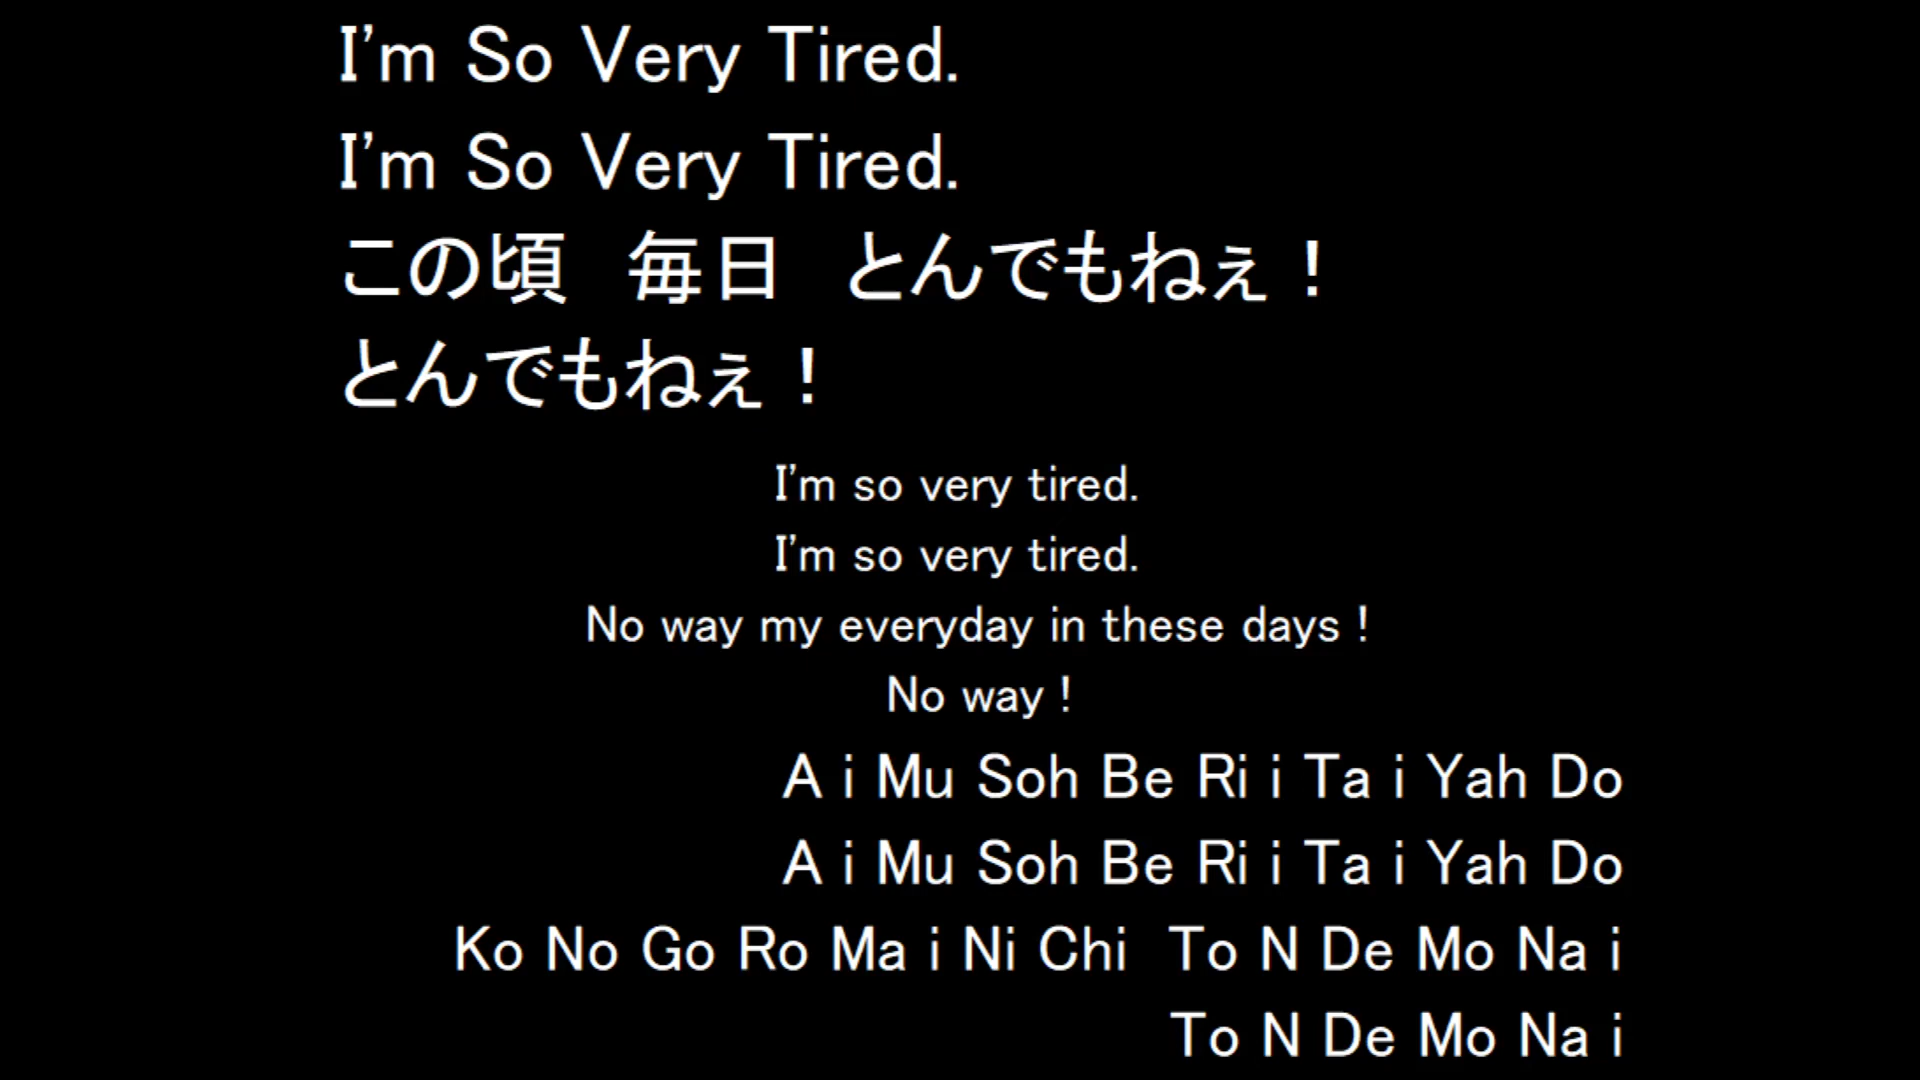 I'm So Very Tired.
I'm So Very Tired.
この頃　毎日　とんでもねぇ！
とんでもねぇ！
I'm so very tired.
I'm so very tired.
No way my everyday in these days !
No way !
A i Mu Soh Be Ri i Ta i Yah Do
A i Mu Soh Be Ri i Ta i Yah Do
Ko No Go Ro Ma i Ni Chi  To N De Mo Na i
To N De Mo Na i